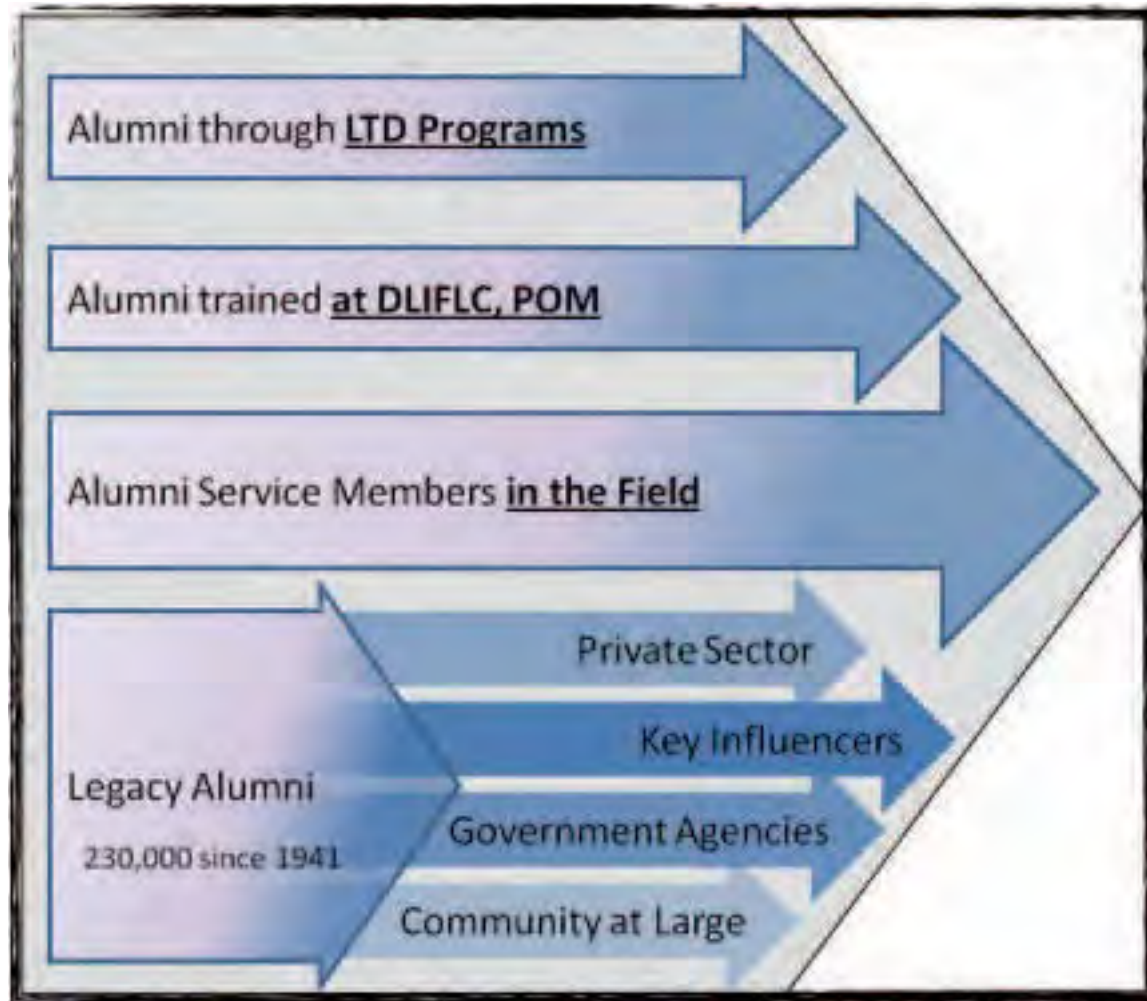 Alumni through LTD Programs
Alumni trained at DLIFLC, POM
Alumni Service Members in the Field
Private Sector
Key Influencers
Legacy Alumni
230,000 since 1941
Government Agencies
Community at Large